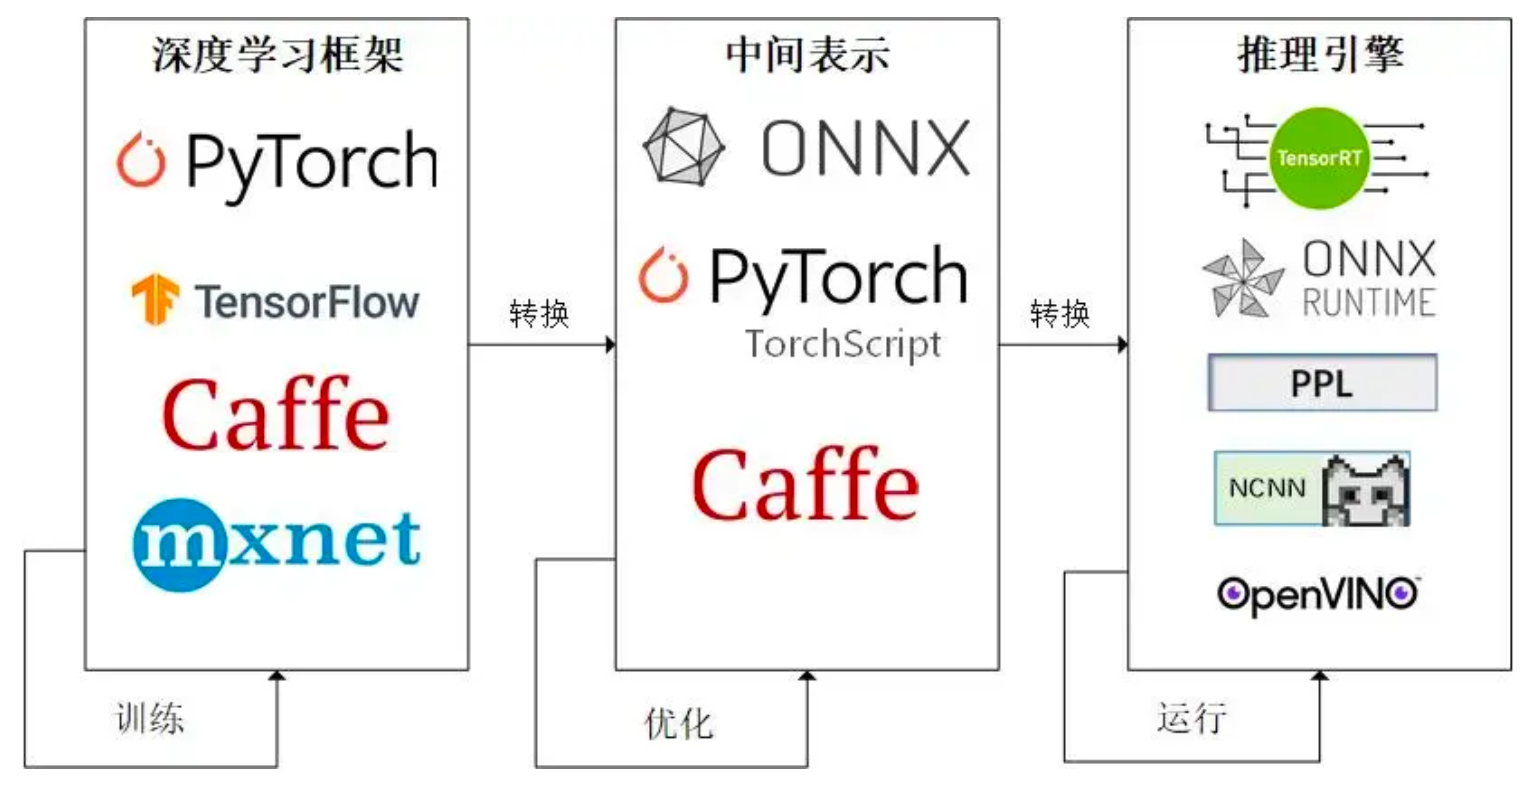 深度学习框架
PyTorch
TensorFlow
Caffe
mxnet
训练
转换
中间表示
ONNX
PyTorch
TorchScript
Caffe
优化
转换
推理引擎
TensorRT
ONNX
RUNTIME
PPL
NCNN
OpenVINO™
运行